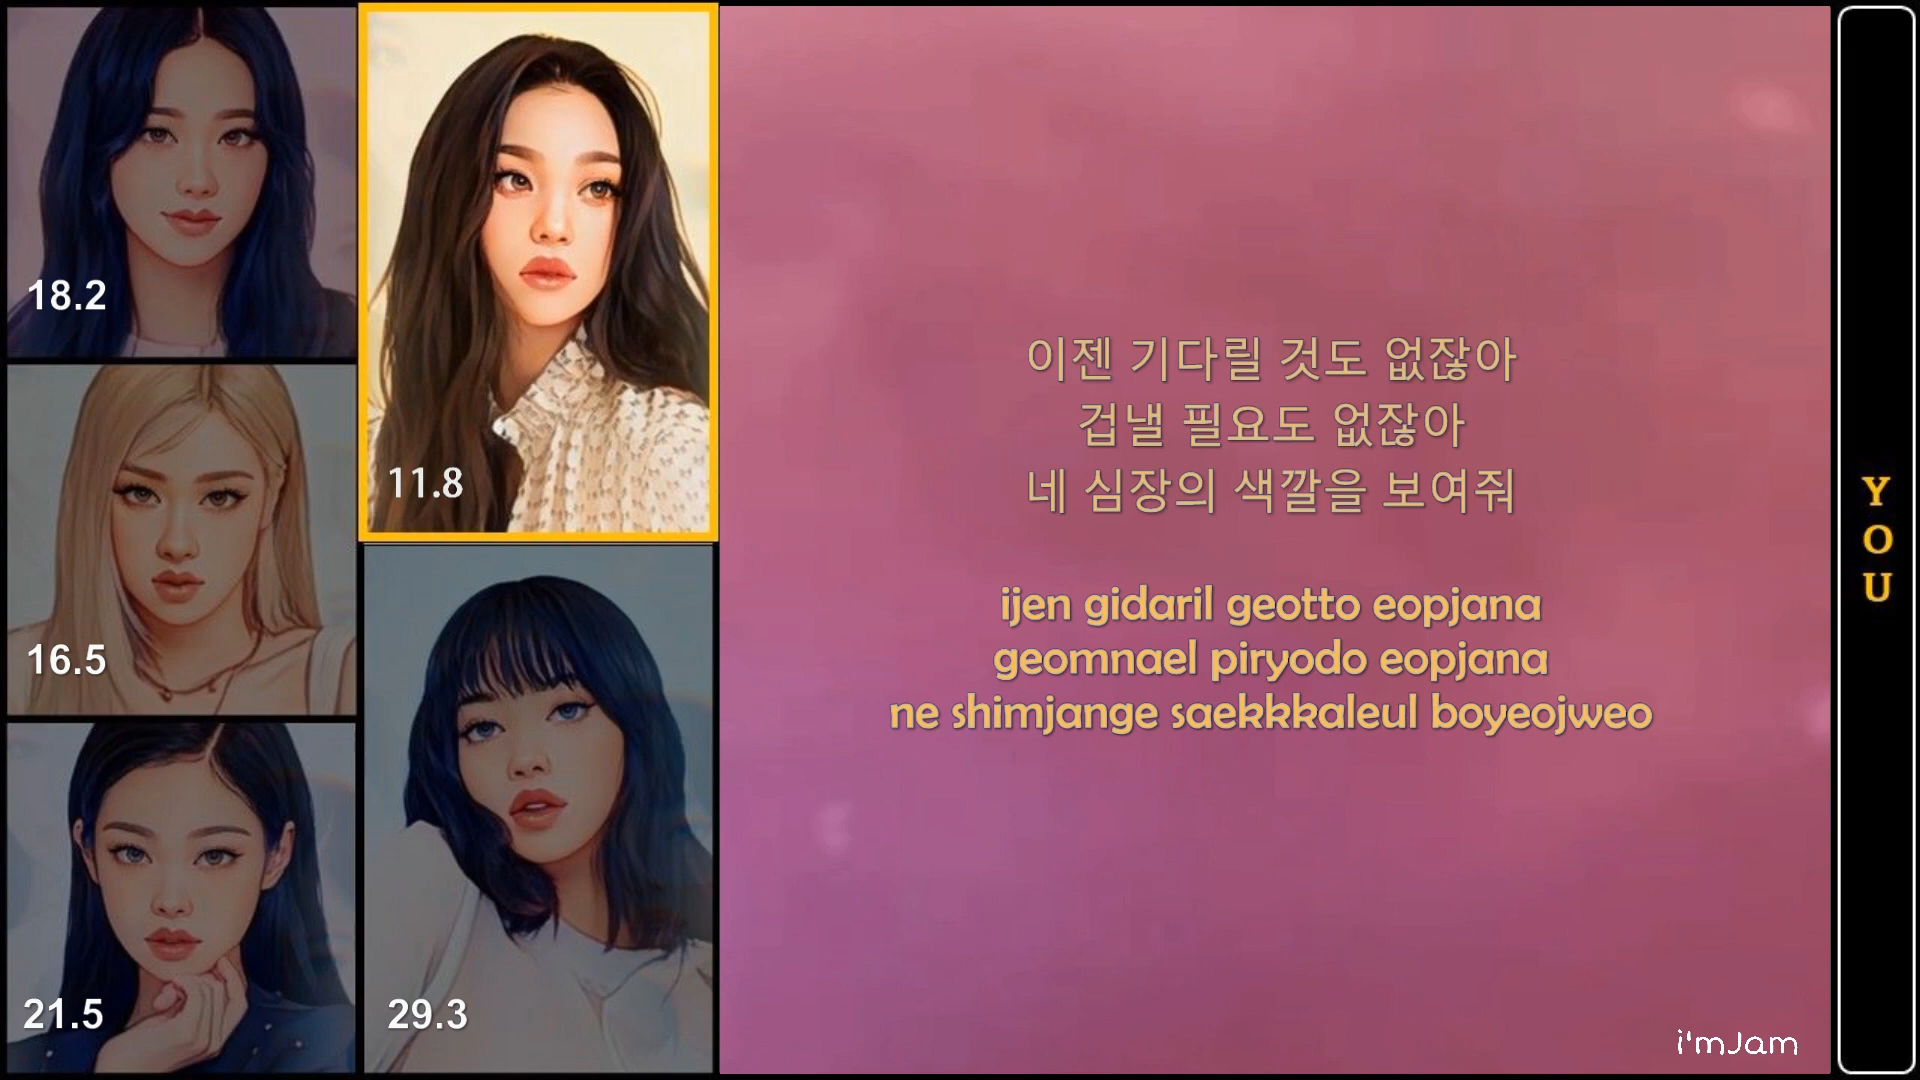 18.2
11.8
16.5
21.5
29.3
이젠 기다릴 것도 없잖아
겁낼 필요도 없잖아
네 심장의 색깔을 보여줘
ijen gidaril geotto eopjana
geomnael piryodo eopjana
ne shimjange saekkkaleul boyeojweo
YOU
i'mJam